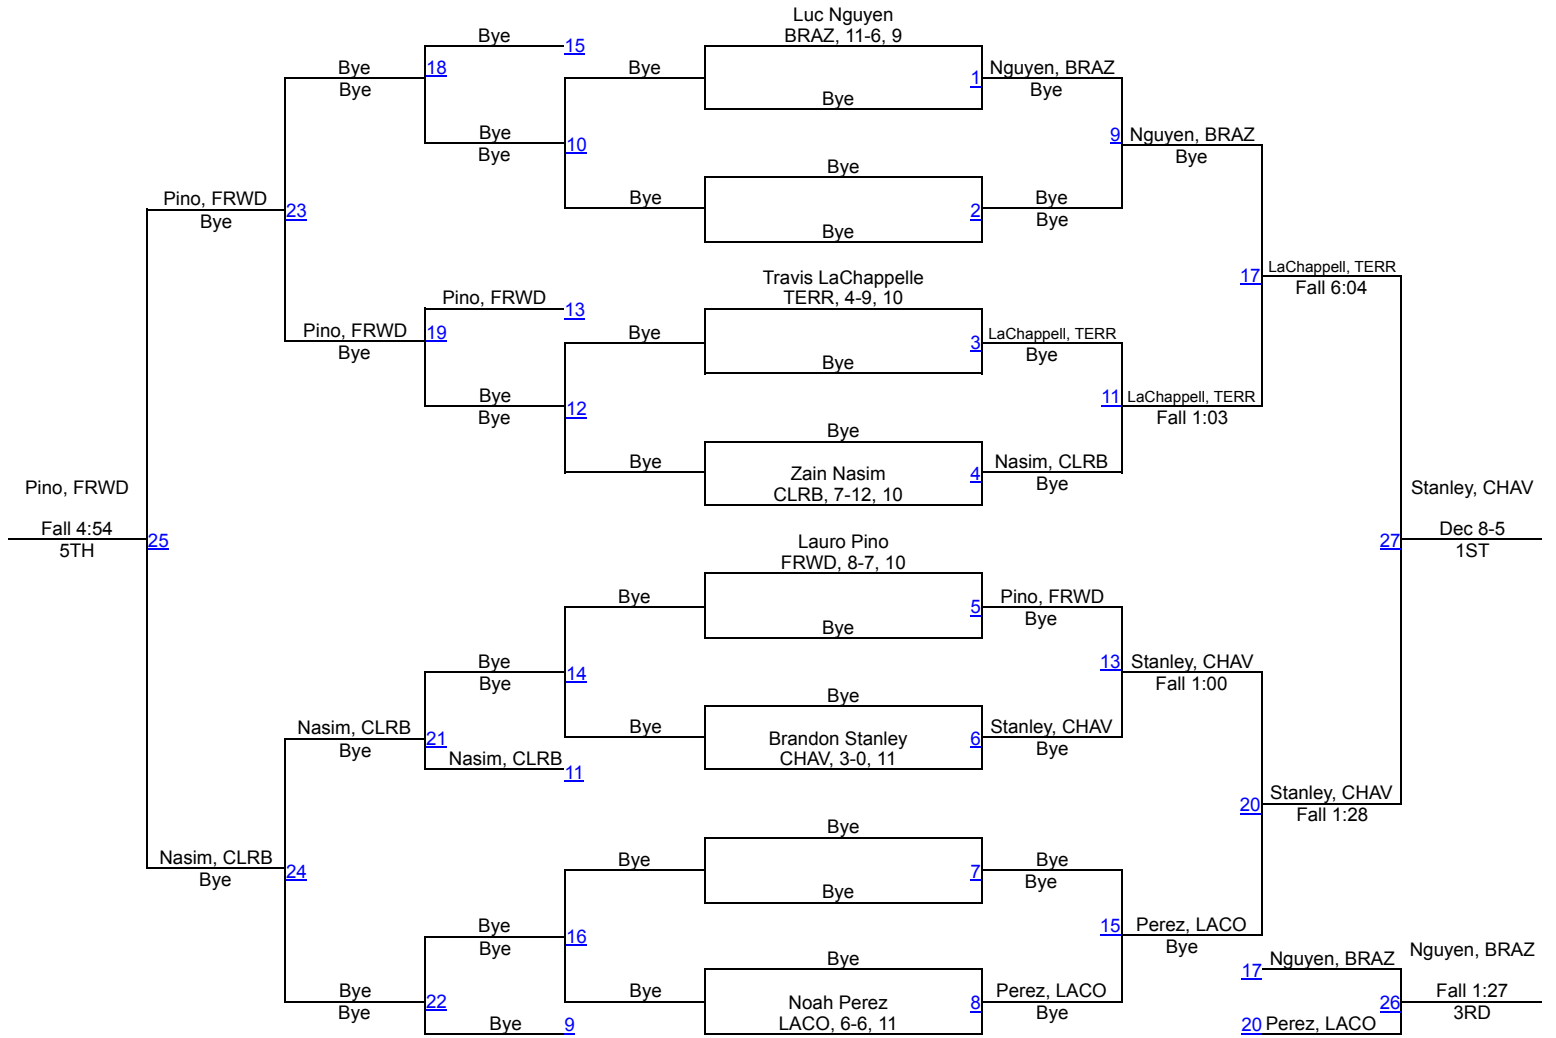 Luc Nguyen
BRAZ, 11-6, 9
Bye
15
Bye
18
Bye
1
Nguyen, BRAZ
Bye
Bye
Bye
Bye
10
Bye
9
Nguyen, BRAZ
Bye
Bye
Bye
Bye
2
Bye
Bye
Bye
Pino, FRWD
23
Bye
Travis LaChappelle
TERR, 4-9, 10
17
LaChappell, TERR
Fall 6:04
Pino, FRWD
13
Pino, FRWD
19
Bye
Bye
3
LaChappell, TERR
Bye
Bye
Bye
12
Bye
11
LaChappell, TERR
Fall 1:03
Bye
Bye
Zain Nasim
CLRB, 7-12, 10
4
Nasim, CLRB
Bye
Pino, FRWD
Stanley, CHAV
Fall 4:54
25
5TH
27
Dec 8-5
1ST
Lauro Pino
FRWD, 8-7, 10
Bye
5
Pino, FRWD
Bye
Bye
Bye
14
Bye
13
Stanley, CHAV
Fall 1:00
Bye
Bye
Nasim, CLRB
21
Bye
Brandon Stanley
CHAV, 3-0, 11
6
Stanley, CHAV
Bye
Nasim, CLRB
11
20
Stanley, CHAV
Fall 1:28
Bye
Nasim, CLRB
24
Bye
Bye
7
Bye
Bye
Bye
Bye
16
Bye
15
Perez, LACO
Bye
Bye
17
Nguyen, BRAZ
Nguyen, BRAZ
Bye
22
Bye
Bye
Noah Perez
LACO, 6-6, 11
8
Perez, LACO
Bye
26
Fall 1:27
3RD
Bye
9
20
Perez, LACO